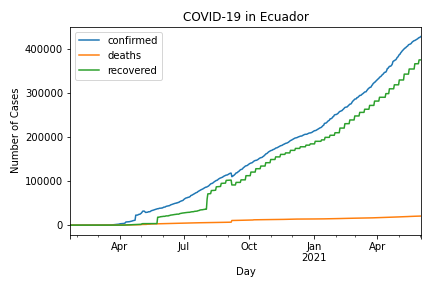 COVID-19 in Ecuador
confirmed
deaths
recovered
400000
300000
200000
100000
0
Number of Cases
Apr
Jul
Oct
Jan
2021
Apr
Day